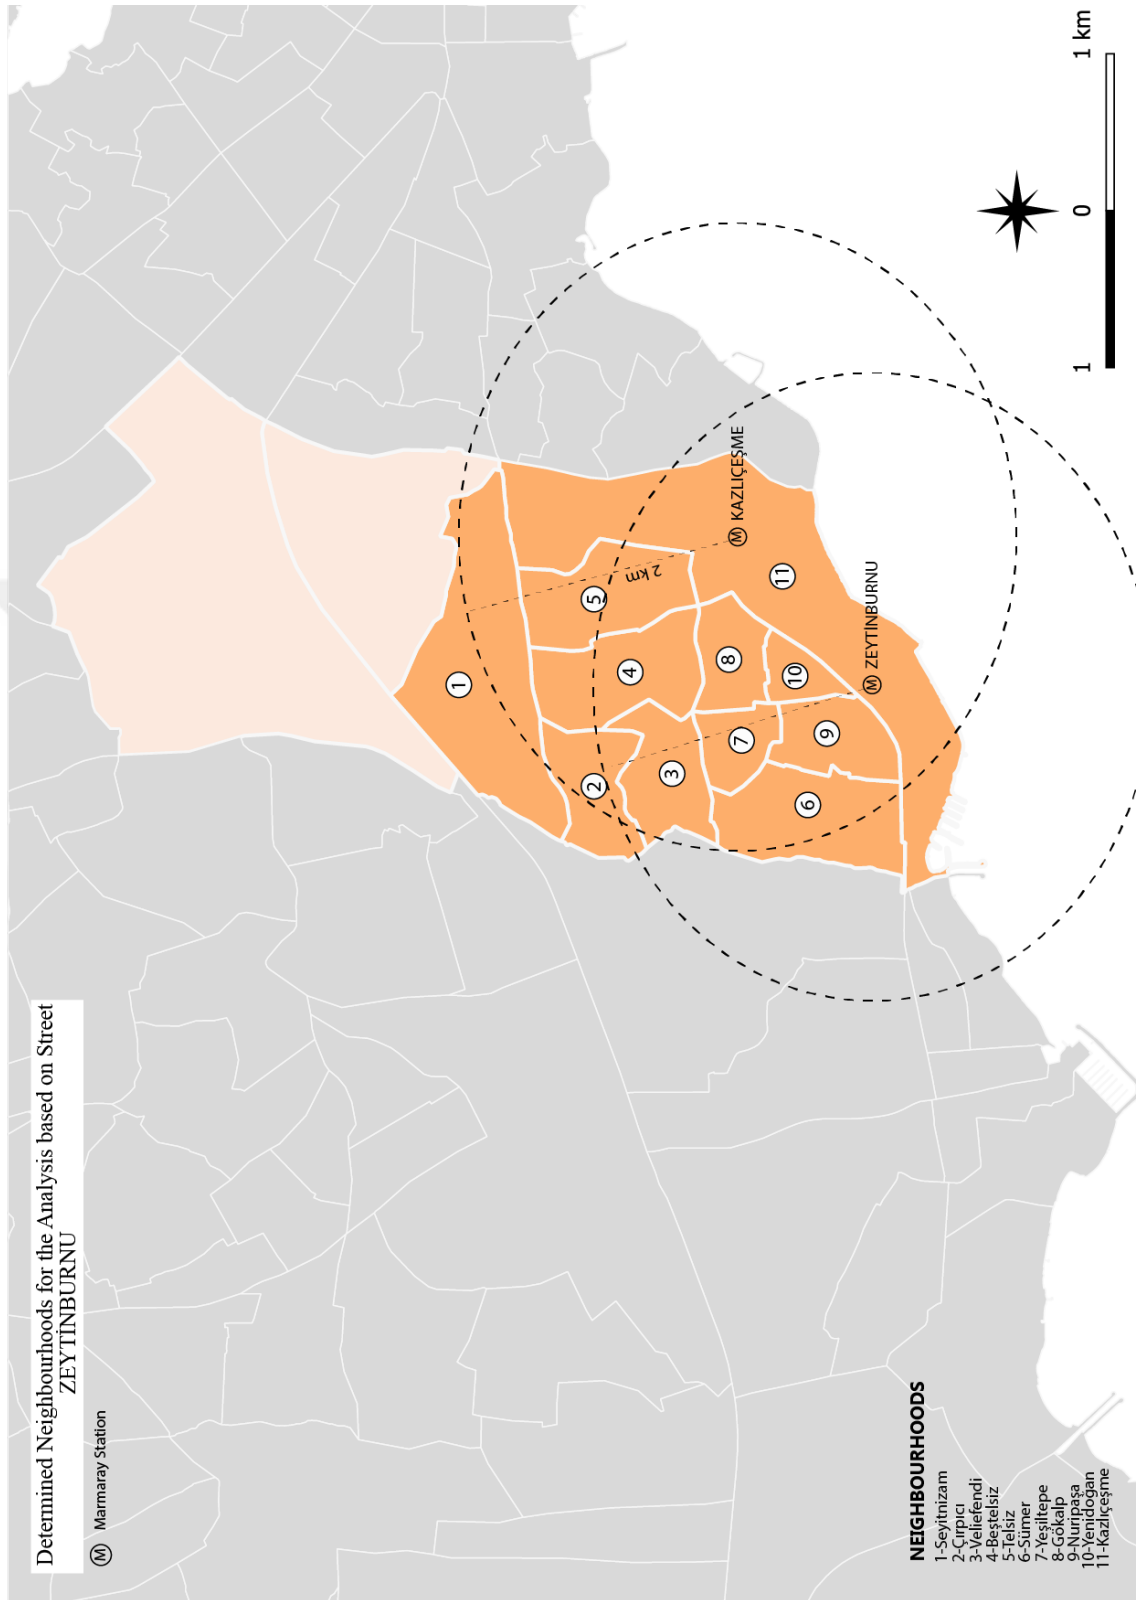 Determined Neighbourhoods for the Analysis based on Street
ZEYTİNBURNU
M Marmaray Station
1
2
3
4
5
6
7
8
9
10
11
2 km
M KAZLIÇEŞME
M ZEYTİNBURNU
NEIGHBOURHOODS
1-Seyitnizam
2-Çırpıcı
3-Veliefendi
4-Beştelsiz
5-Telsiz
6-Sümer
7-Yeşiltepe
8-Gökalp
9-Nuripaşa
10-Yenidoğan
11-Kazlıçeşme
1 0 1 km